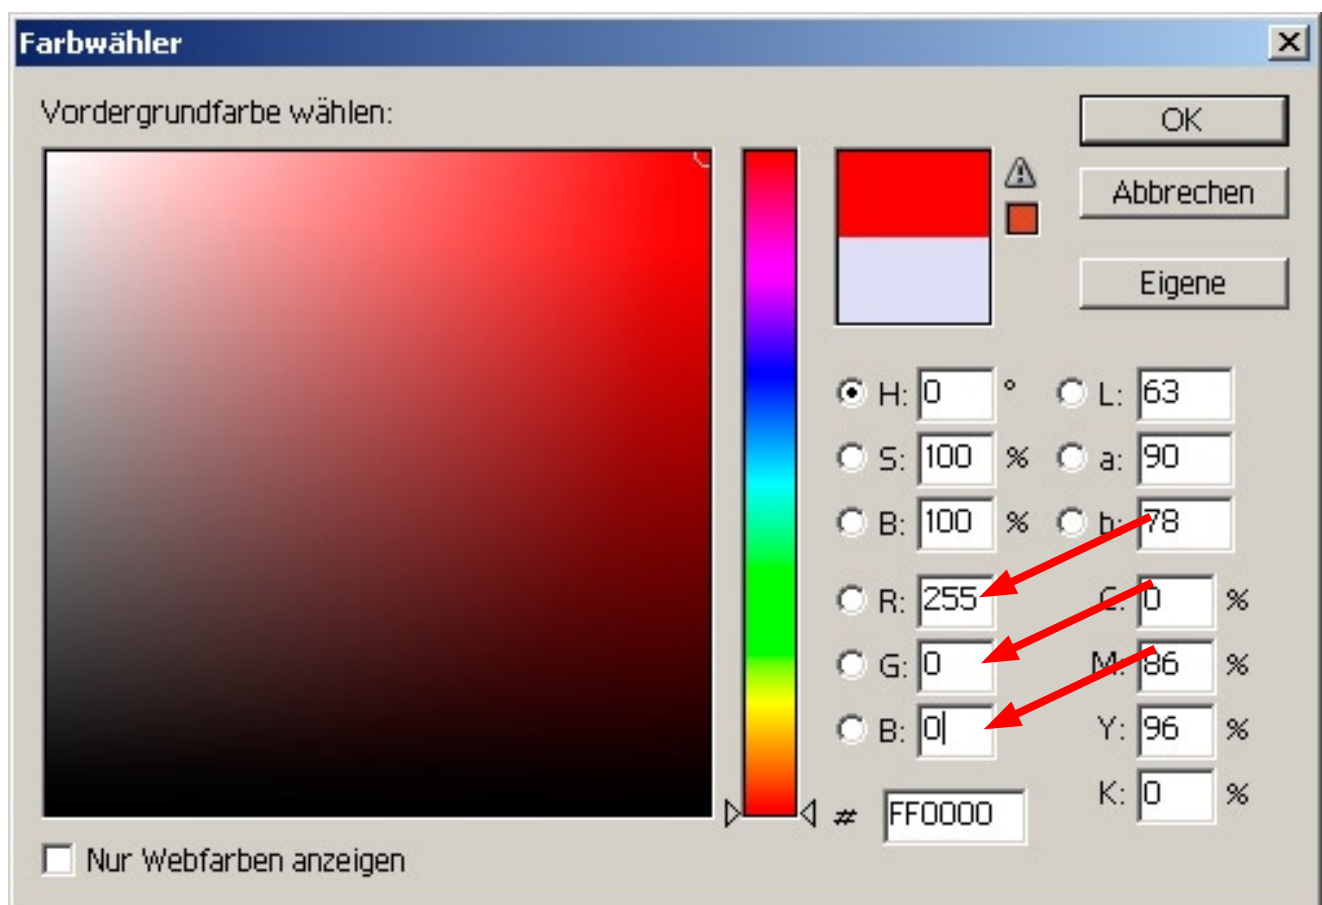 Farbwähler
Vordergrundfarbe wählen:
OK
Abbrechen
Eigene
H: 0 °
S: 100 %
B: 100 %
R: 255
G: 0
B: 0
# FF0000
L: 63
a: 90
b: 78
C: 0 %
M: 86 %
Y: 96 %
K: 0 %
Nur Webfarben anzeigen